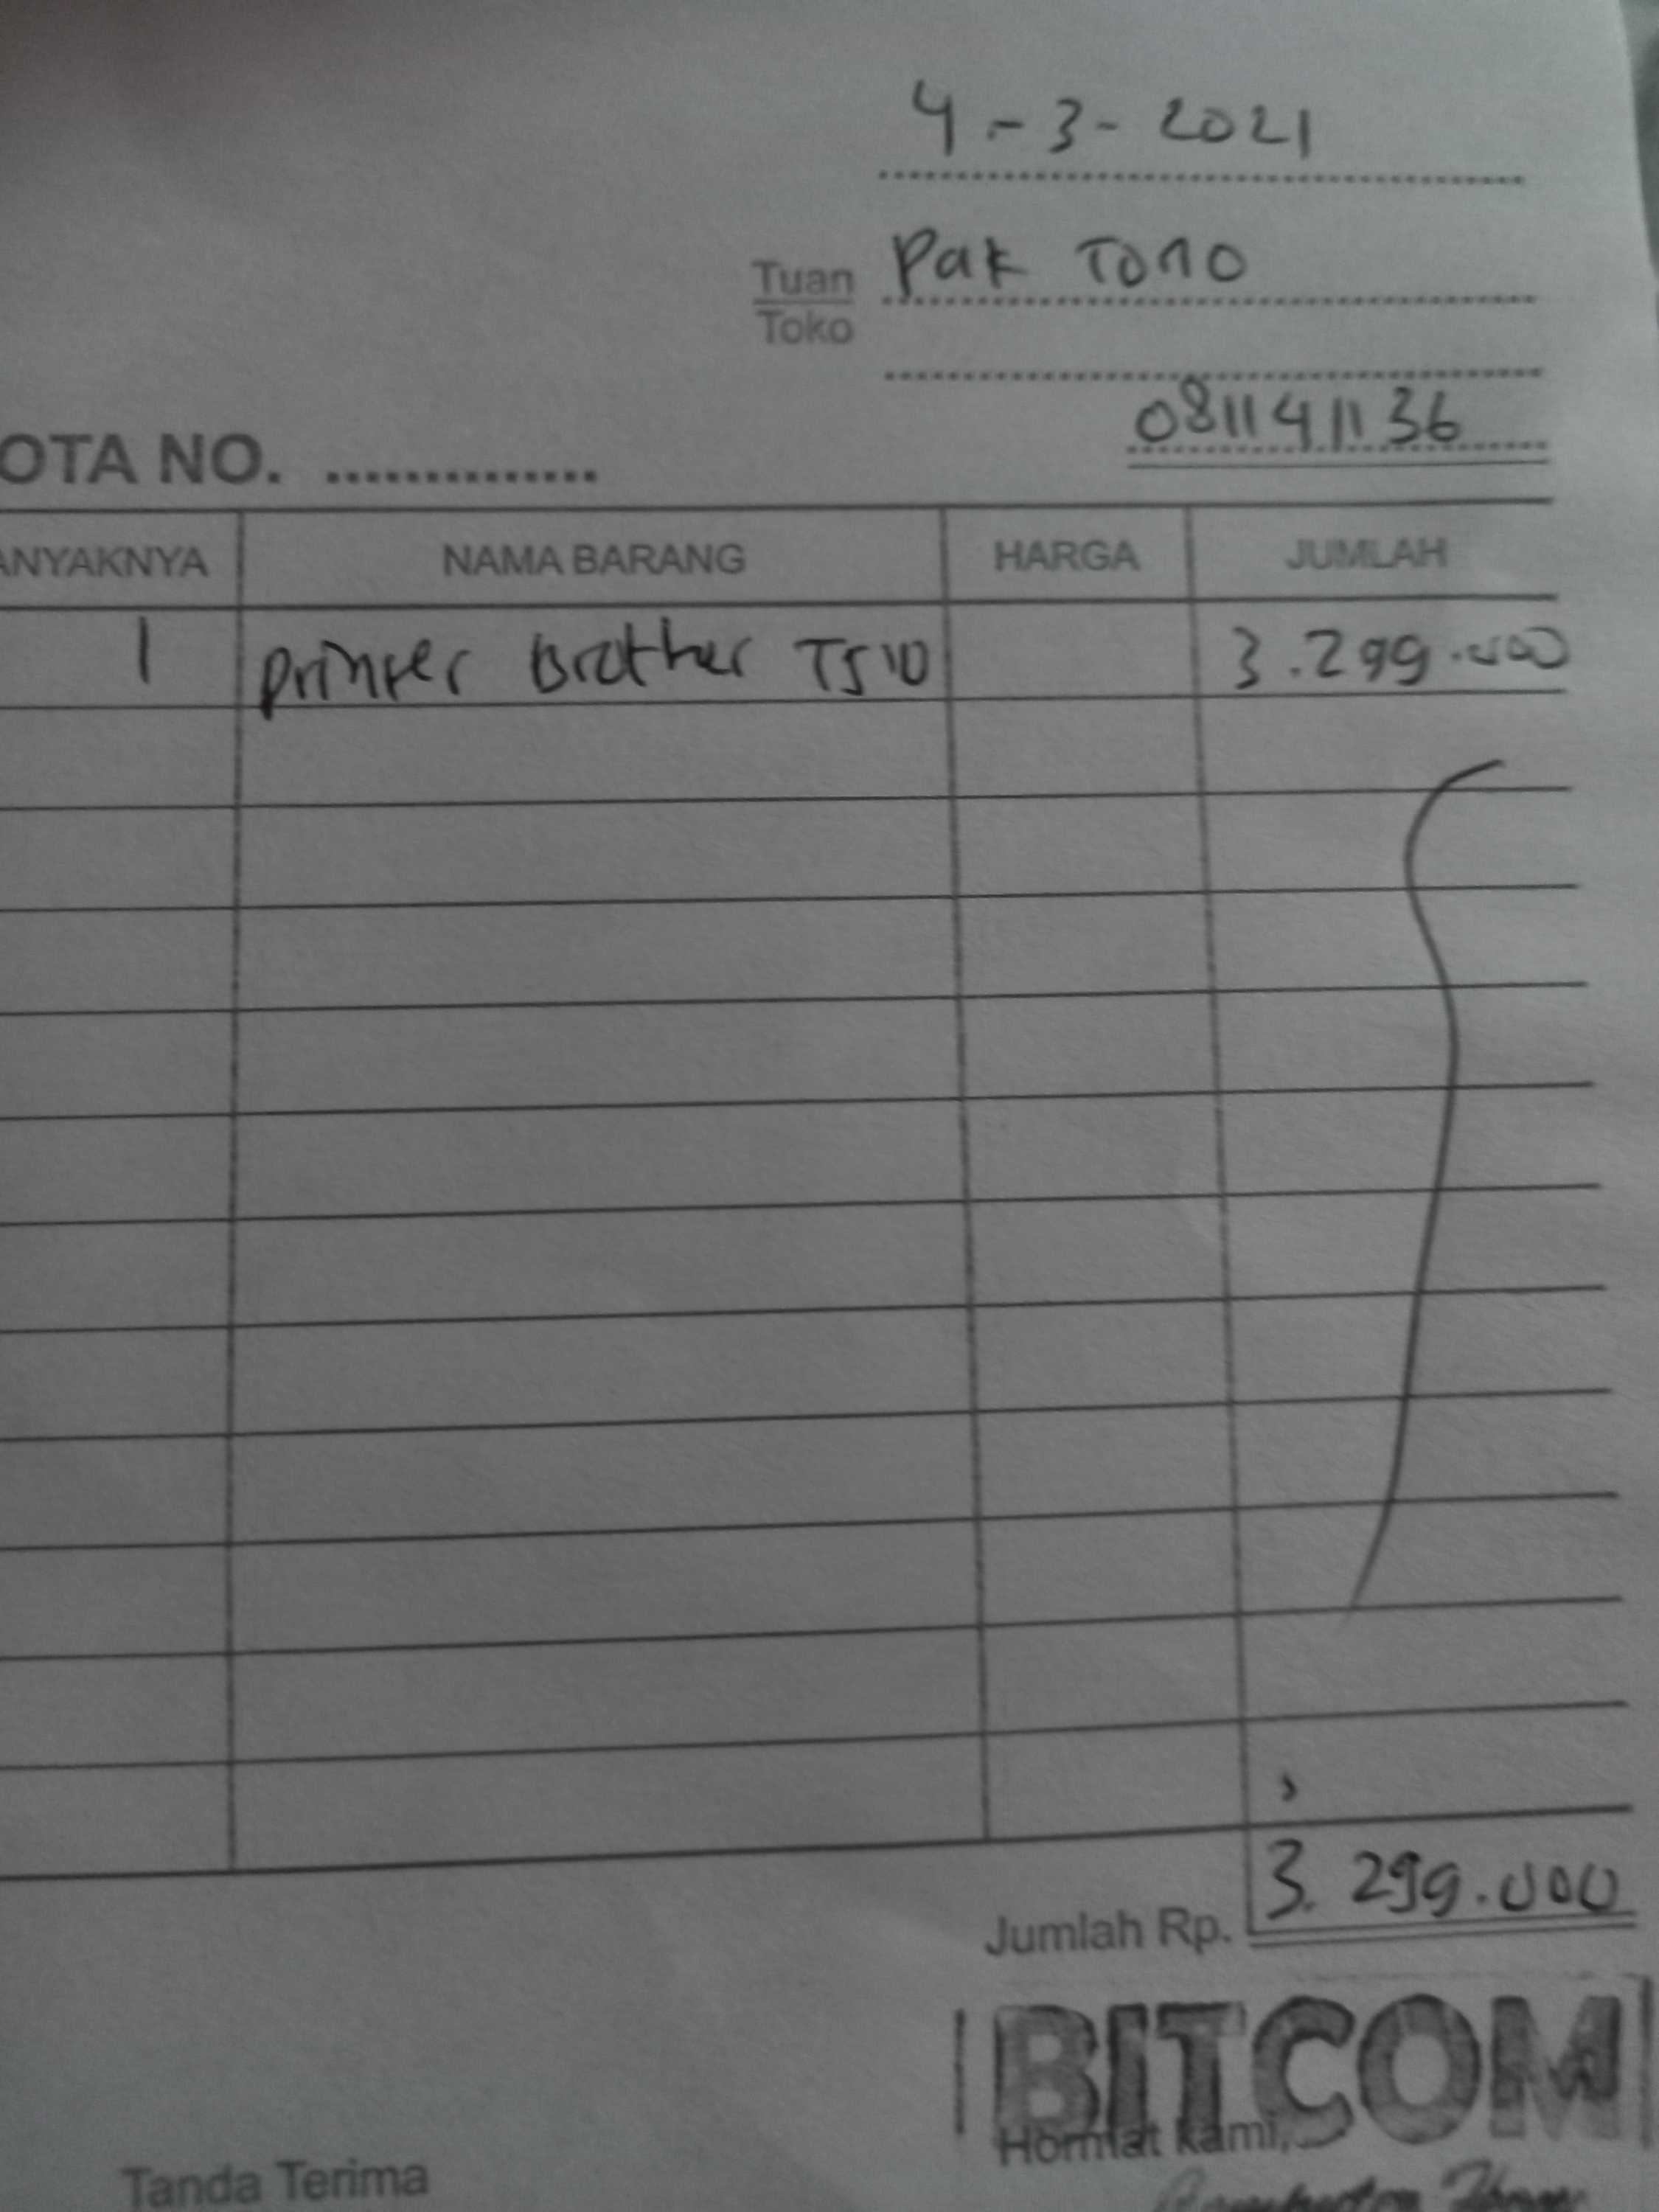 4 - 3 - 2021
Tuan Pak Tono
Toko
0811141136
OTA NO. ..............
ANYAKNYA NAMA BARANG HARGA JUMLAH
1 printer Brother T510 3.299.000
Jumlah Rp. 3.299.000
BITCOM
Hormat kami,
Tanda Terima